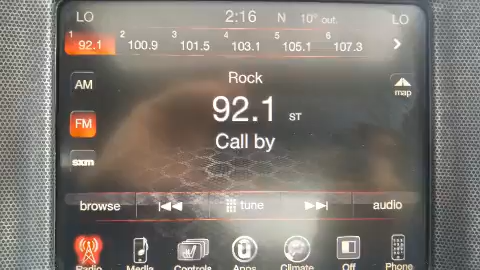 LO 2:16 N 10° out. LO
1 92.1 2 100.9 3 101.5 4 103.1 5 105.1 6 107.3
AM
Rock
map
92.1 ST
FM
Call by
sxm
browse tune audio
Radio Media Controls Apps Climate Off Phone